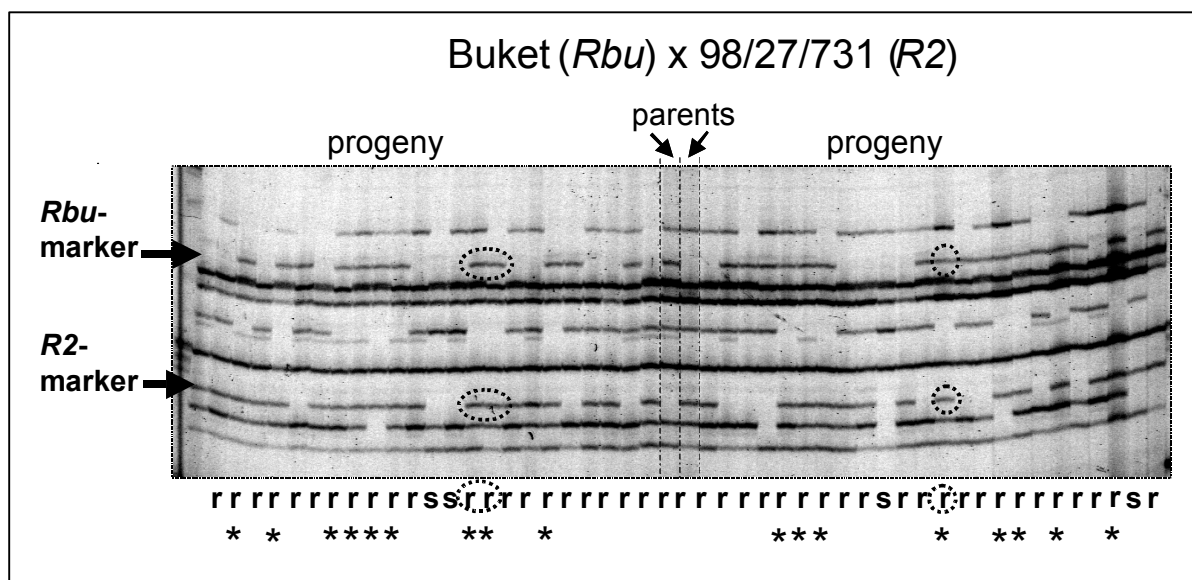 Buket (Rbu) x 98/27/731 (R2)
parents
progeny
progeny
Rbu-
marker
R2-
marker
r r r r r r r r r r r s s r r r r r r r r r r r r r r r r r r r r r s r r r r r r r r r r r r s r
* * * * * * * * * * * * * * * * *